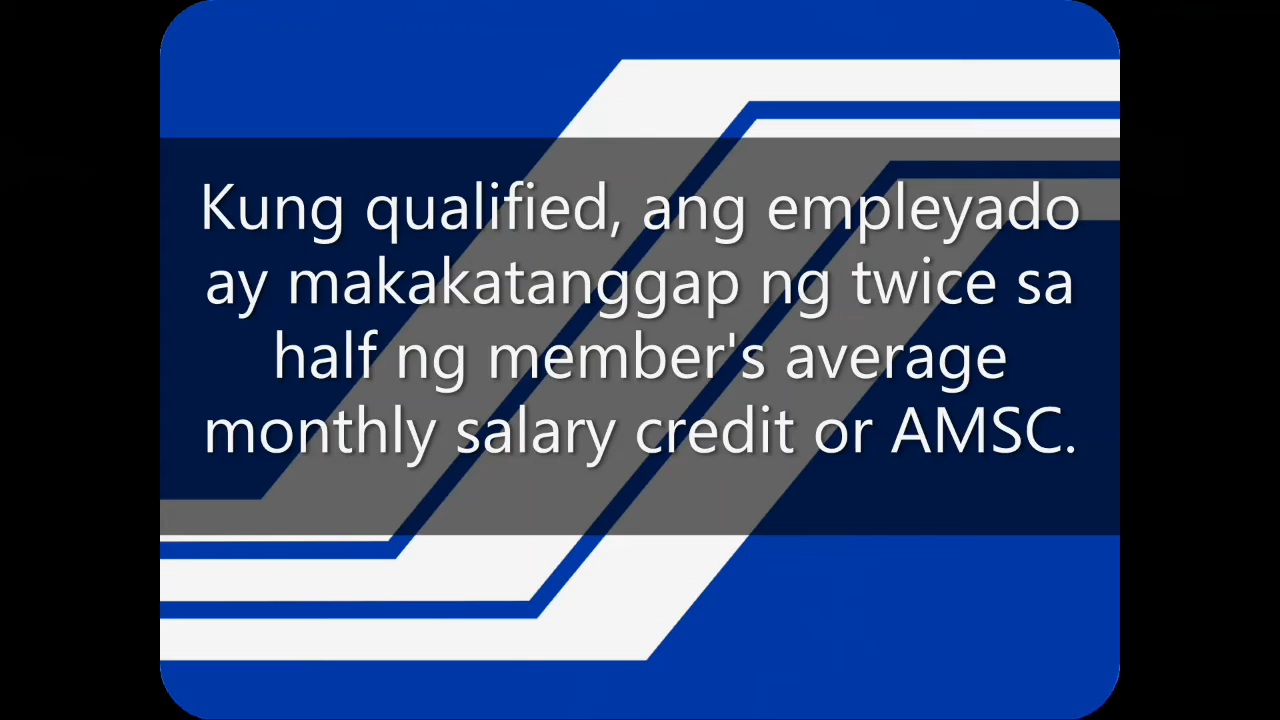 Kung qualified, ang empleyado
ay makakatanggap ng twice sa
half ng member's average
monthly salary credit or AMSC.